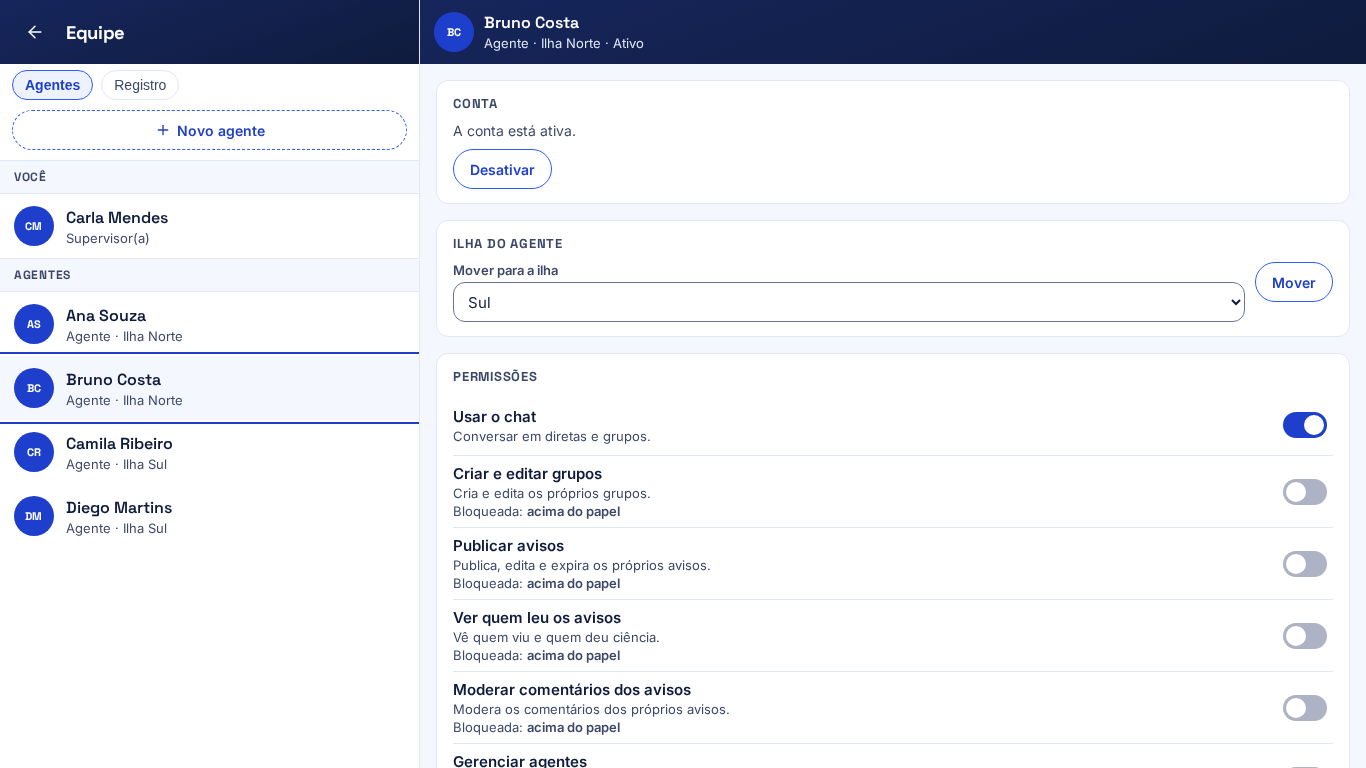 Equipe
Agentes
Registro
Novo agente
VOCÊ
CM
Carla Mendes
Supervisor(a)
AGENTES
AS
Ana Souza
Agente · Ilha Norte
BC
Bruno Costa
Agente · Ilha Norte
CR
Camila Ribeiro
Agente · Ilha Sul
DM
Diego Martins
Agente · Ilha Sul
BC
Bruno Costa
Agente · Ilha Norte · Ativo
CONTA
A conta está ativa.
Desativar
ILHA DO AGENTE
Mover para a ilha
Sul
Mover
PERMISSÕES
Usar o chat
Conversar em diretas e grupos.
Criar e editar grupos
Cria e edita os próprios grupos.
Bloqueada: acima do papel
Publicar avisos
Publica, edita e expira os próprios avisos.
Bloqueada: acima do papel
Ver quem leu os avisos
Vê quem viu e quem deu ciência.
Bloqueada: acima do papel
Moderar comentários dos avisos
Modera os comentários dos próprios avisos.
Bloqueada: acima do papel
Gerenciar agentes